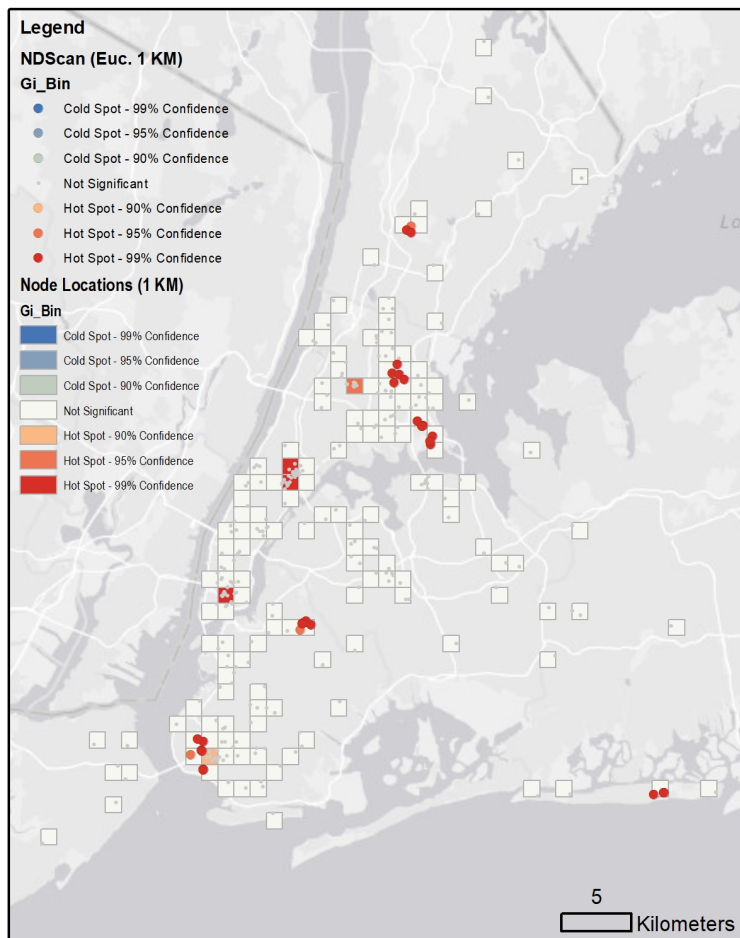 Legend
NDScan (Euc. 1 KM)
Gi_Bin
Cold Spot - 99% Confidence
Cold Spot - 95% Confidence
Cold Spot - 90% Confidence
Not Significant
Hot Spot - 90% Confidence
Hot Spot - 95% Confidence
Hot Spot - 99% Confidence
Node Locations (1 KM)
Gi_Bin
Cold Spot - 99% Confidence
Cold Spot - 95% Confidence
Cold Spot - 90% Confidence
Not Significant
Hot Spot - 90% Confidence
Hot Spot - 95% Confidence
Hot Spot - 99% Confidence
Lo
5
Kilometers